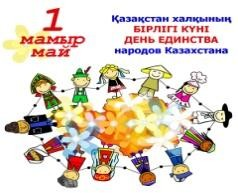 1
мамыр
май
Қазақстан халқының
БІРЛІГІ КҮНІ
ДЕНЬ ЕДИНСТВА
народов Казахстана